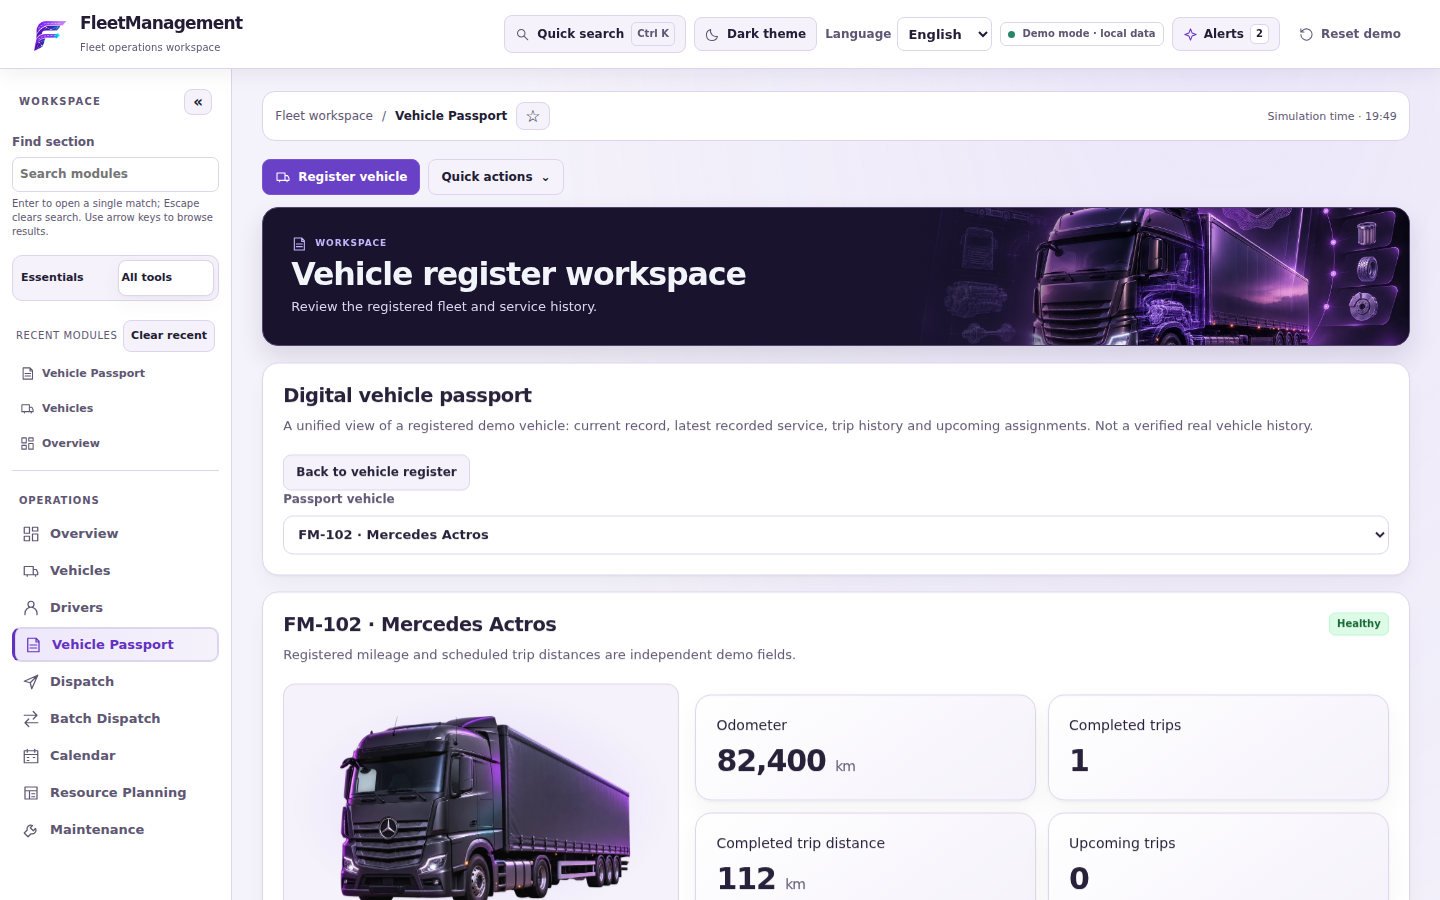 FleetManagement
Fleet operations workspace
Quick search Ctrl K
Dark theme
Language English
Demo mode · local data
Alerts 2
Reset demo
WORKSPACE «
Find section
Search modules
Enter to open a single match; Escape
clears search. Use arrow keys to browse
results.
Essentials All tools
RECENT MODULES Clear recent
Vehicle Passport
Vehicles
Overview
OPERATIONS
Overview
Vehicles
Drivers
Vehicle Passport
Dispatch
Batch Dispatch
Calendar
Resource Planning
Maintenance
Fleet workspace / Vehicle Passport ☆
Simulation time · 19:49
Register vehicle
Quick actions ⌄
WORKSPACE
Vehicle register workspace
Review the registered fleet and service history.
Digital vehicle passport
A unified view of a registered demo vehicle: current record, latest recorded service, trip history and upcoming assignments. Not a verified real vehicle history.
Back to vehicle register
Passport vehicle
FM-102 · Mercedes Actros
FM-102 · Mercedes Actros
Healthy
Registered mileage and scheduled trip distances are independent demo fields.
Odometer
82,400 km
Completed trips
1
Completed trip distance
112 km
Upcoming trips
0